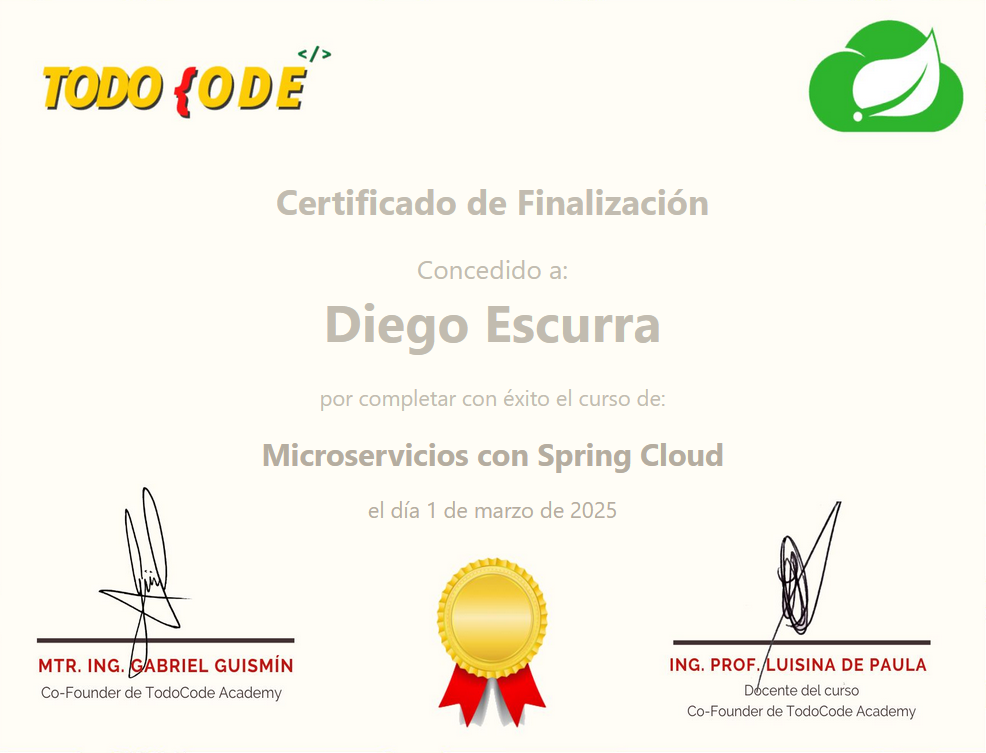 TODO {ODE </>
Certificado de Finalización
Concedido a:
Diego Escurra
por completar con éxito el curso de:
Microservicios con Spring Cloud
el día 1 de marzo de 2025
MTR. ING. GABRIEL GUISMÍN
Co-Founder de TodoCode Academy
ING. PROF. LUISINA DE PAULA
Docente del curso
Co-Founder de TodoCode Academy